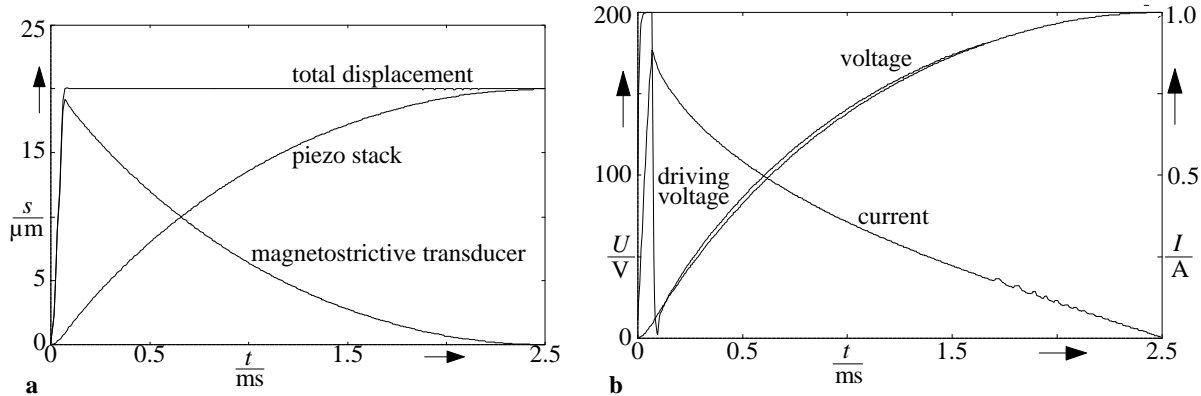 25
total displacement
15
piezo stack
s
µm
magnetostrictive transducer
5
0
0 0.5 1.5 2.5
t
ms
a
200
1.0
voltage
driving
voltage
100
0.5
current
U
V
I
A
0
0 0.5 1.5 2.5
t
ms
b